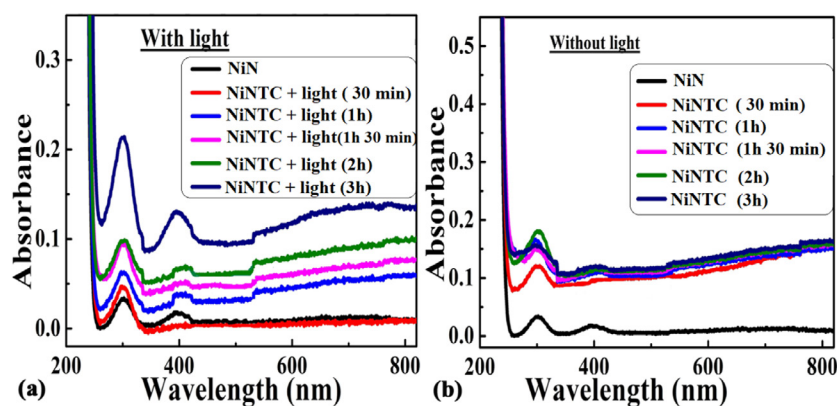 With light
NiN
NiNTC + light ( 30 min)
NiNTC + light (1h)
NiNTC + light(1h 30 min)
NiNTC + light (2h)
NiNTC + light (3h)
Absorbance
0.3
0.2
0.1
0.0
200
400
600
800
Wavelength (nm)
(a)
Without light
NiN
NiNTC ( 30 min)
NiNTC (1h)
NiNTC (1h 30 min)
NiNTC (2h)
NiNTC (3h)
Absorbance
0.5
0.4
0.3
0.2
0.1
0.0
200
400
600
800
Wavelength (nm)
(b)